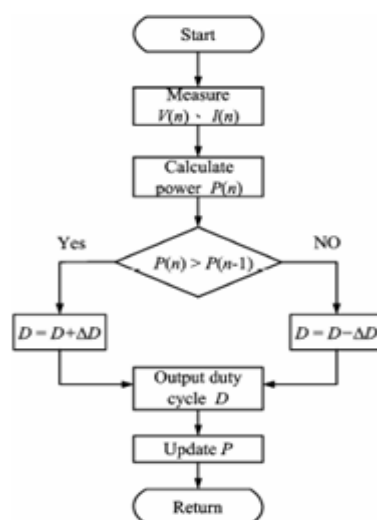 Start
Measure
V(n)、I(n)
Calculate
power P(n)
Yes
NO
P(n) > P(n-1)
D = D+ΔD
D = D−ΔD
Output duty
cycle D
Update P
Return